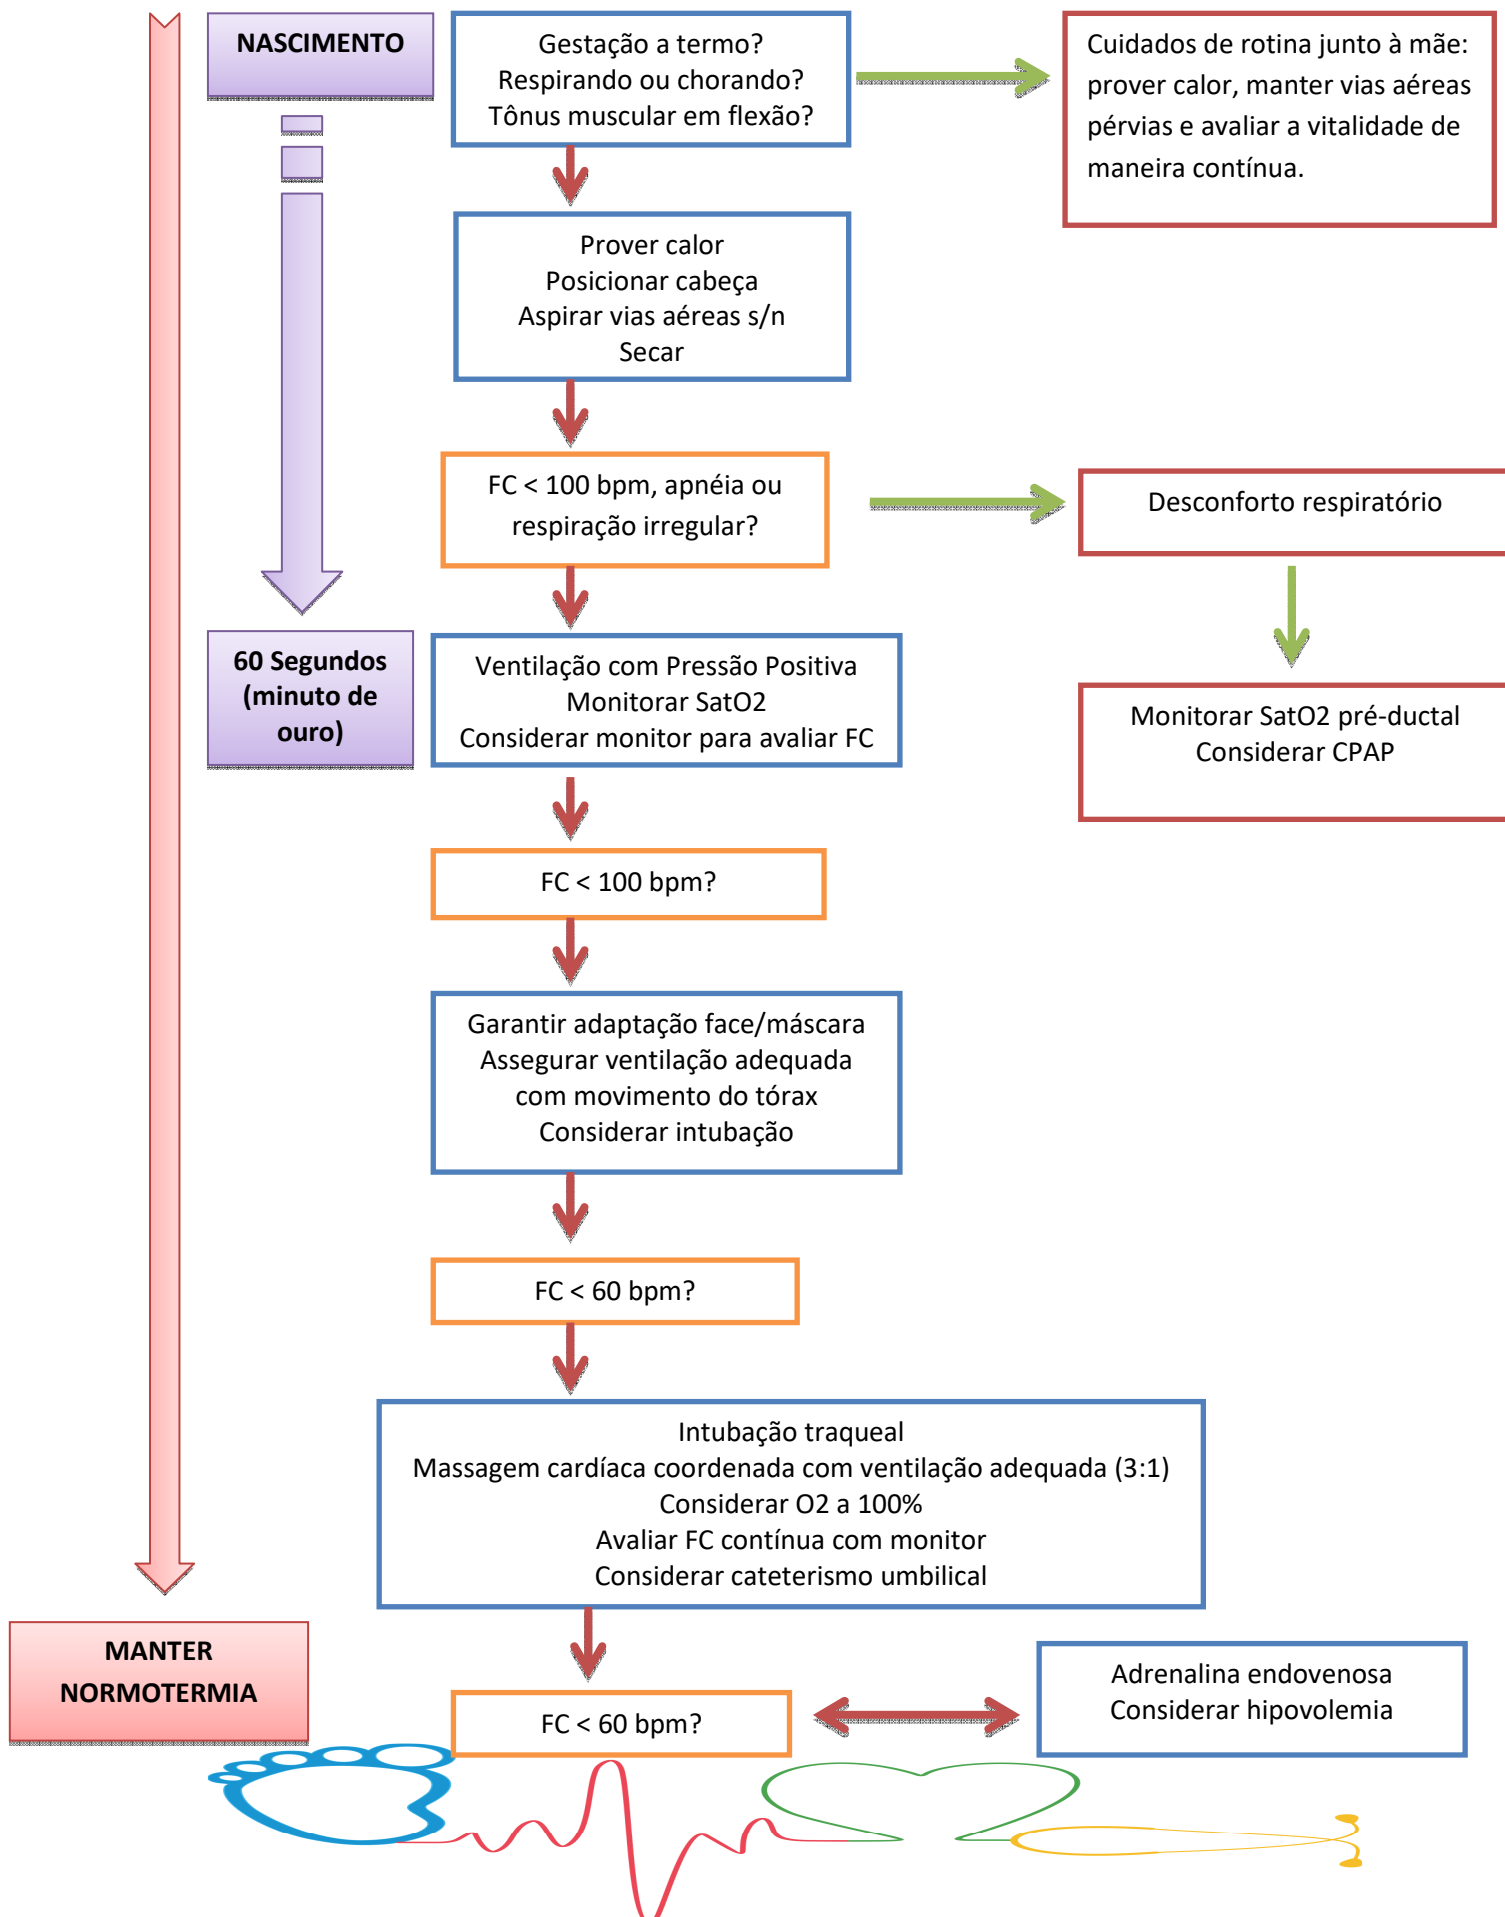 NASCIMENTO
Gestação a termo?
Respirando ou chorando?
Tônus muscular em flexão?
Cuidados de rotina junto à mãe:
prover calor, manter vias aéreas
pérvias e avaliar a vitalidade de
maneira contínua.
Prover calor
Posicionar cabeça
Aspirar vias aéreas s/n
Secar
FC < 100 bpm, apnéia ou
respiração irregular?
Desconforto respiratório
60 Segundos
(minuto de
ouro)
Ventilação com Pressão Positiva
Monitorar SatO2
Considerar monitor para avaliar FC
Monitorar SatO2 pré-ductal
Considerar CPAP
FC < 100 bpm?
Garantir adaptação face/máscara
Assegurar ventilação adequada
com movimento do tórax
Considerar intubação
FC < 60 bpm?
Intubação traqueal
Massagem cardíaca coordenada com ventilação adequada (3:1)
Considerar O2 a 100%
Avaliar FC contínua com monitor
Considerar cateterismo umbilical
MANTER
NORMOTERMIA
FC < 60 bpm?
Adrenalina endovenosa
Considerar hipovolemia